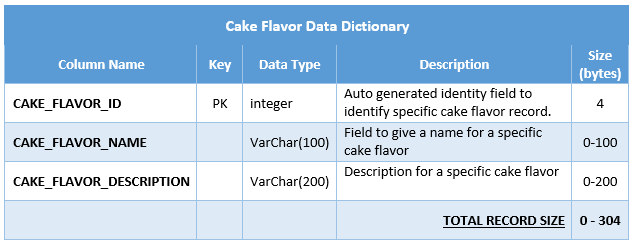 Cake Flavor Data Dictionary
Column Name Key Data Type Description Size
(bytes)
CAKE_FLAVOR_ID PK integer Auto generated identity field to
identify specific cake flavor record. 4
CAKE_FLAVOR_NAME VarChar(100) Field to give a name for a specific
cake flavor 0-100
CAKE_FLAVOR_DESCRIPTION VarChar(200) Description for a specific cake flavor 0-200
TOTAL RECORD SIZE 0 - 304